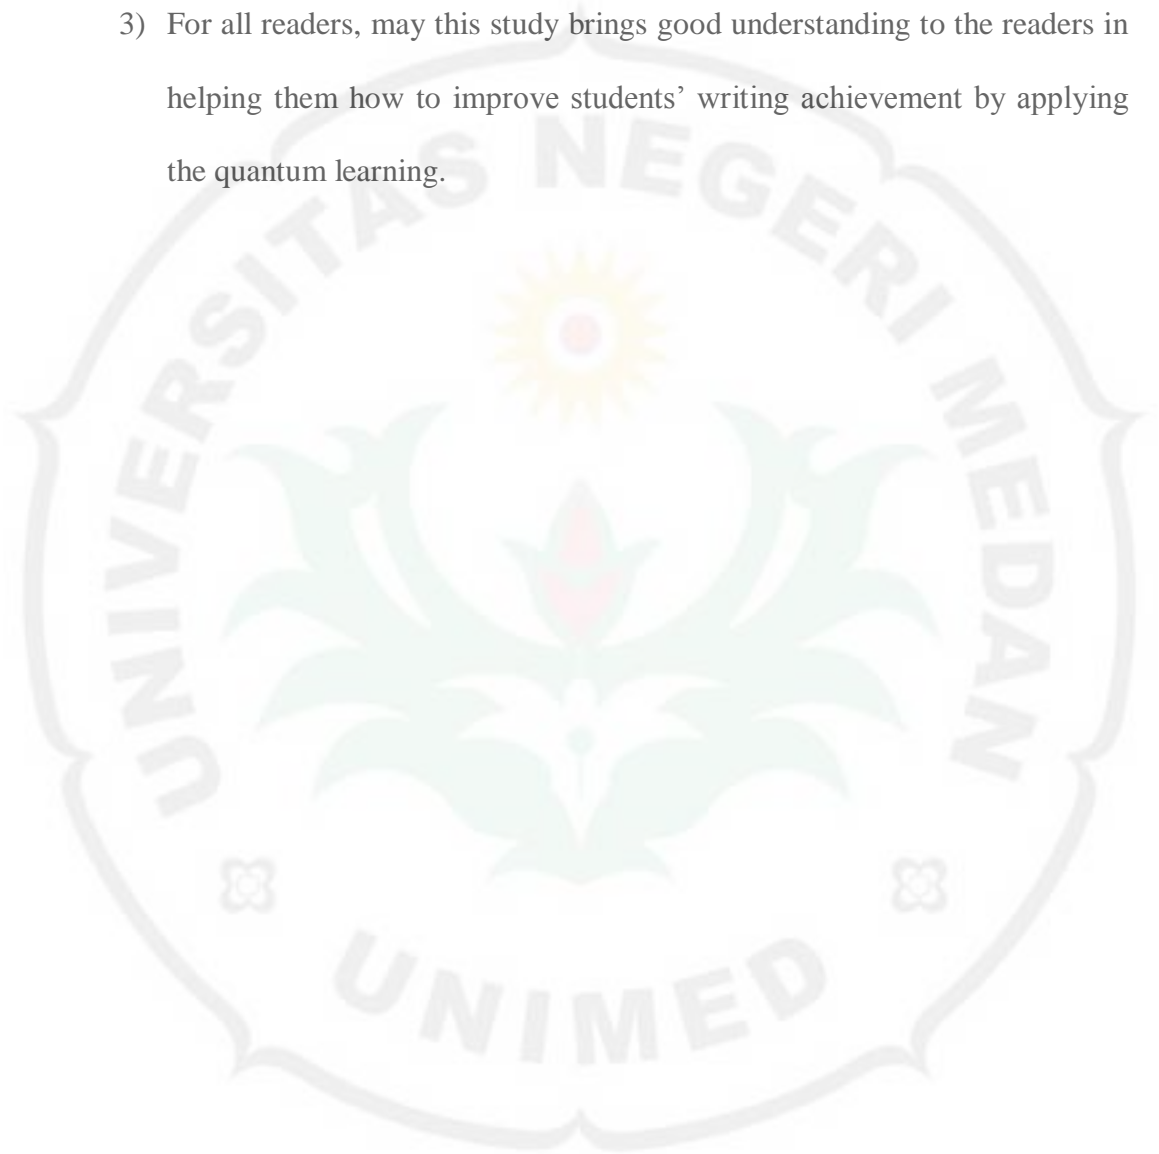 3) For all readers, may this study brings good understanding to the readers in
helping them how to improve students’ writing achievement by applying
the quantum learning.
UNIVERSITAS NEGERI MEDAN
UNIMED